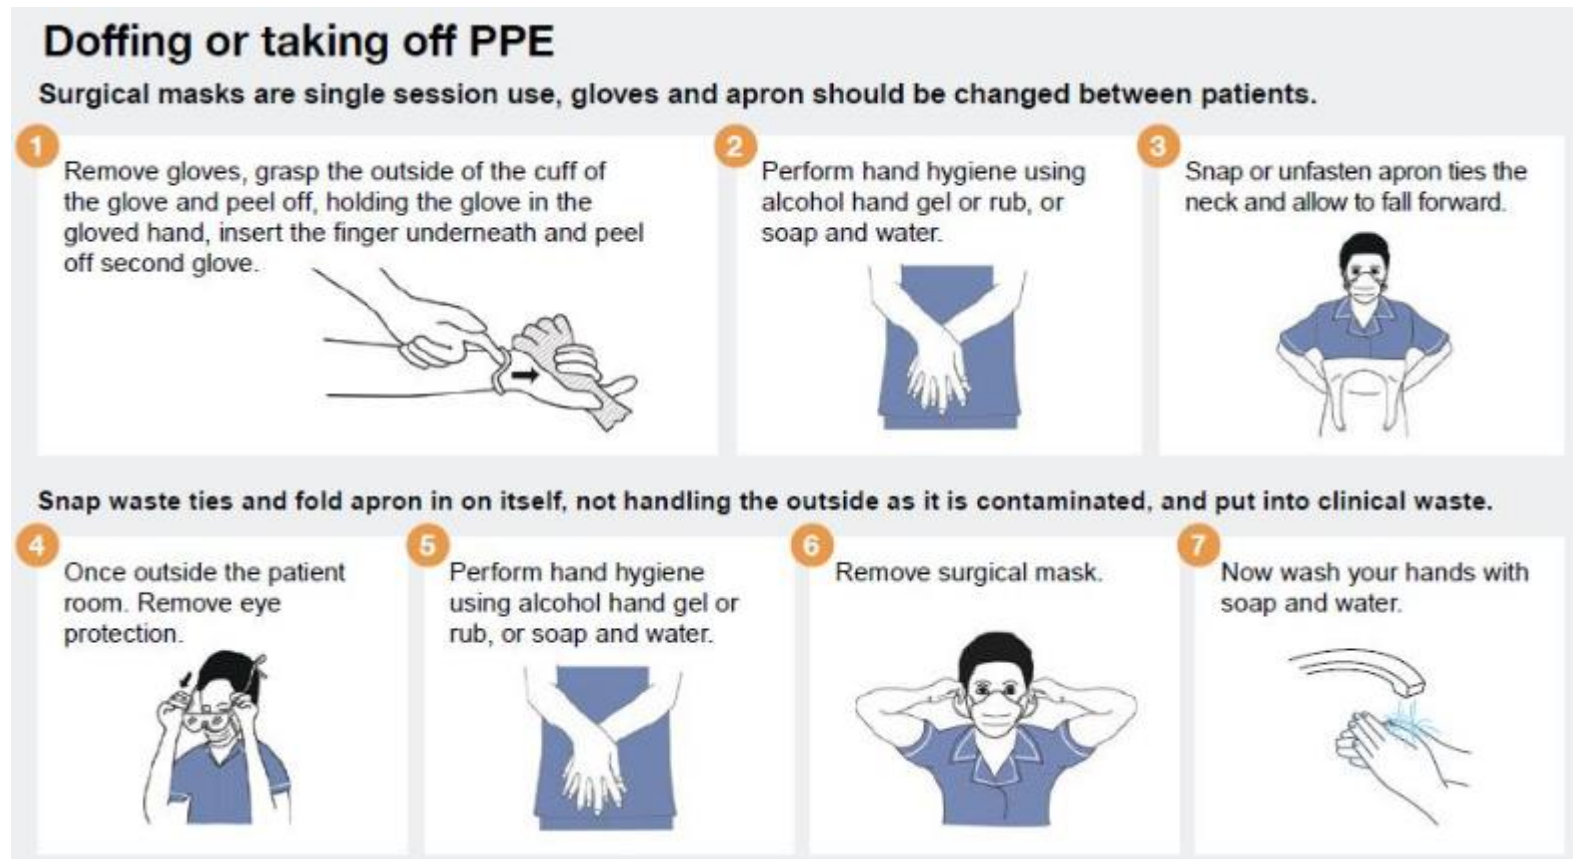 Doffing or taking off PPE
Surgical masks are single session use, gloves and apron should be changed between patients.
1
Remove gloves, grasp the outside of the cuff of
the glove and peel off, holding the glove in the
gloved hand, insert the finger underneath and peel
off second glove.
2
Perform hand hygiene using
alcohol hand gel or rub, or
soap and water.
3
Snap or unfasten apron ties the
neck and allow to fall forward.
Snap waste ties and fold apron in on itself, not handling the outside as it is contaminated, and put into clinical waste.
4
Once outside the patient
room. Remove eye
protection.
5
Perform hand hygiene
using alcohol hand gel or
rub, or soap and water.
6
Remove surgical mask.
7
Now wash your hands with
soap and water.